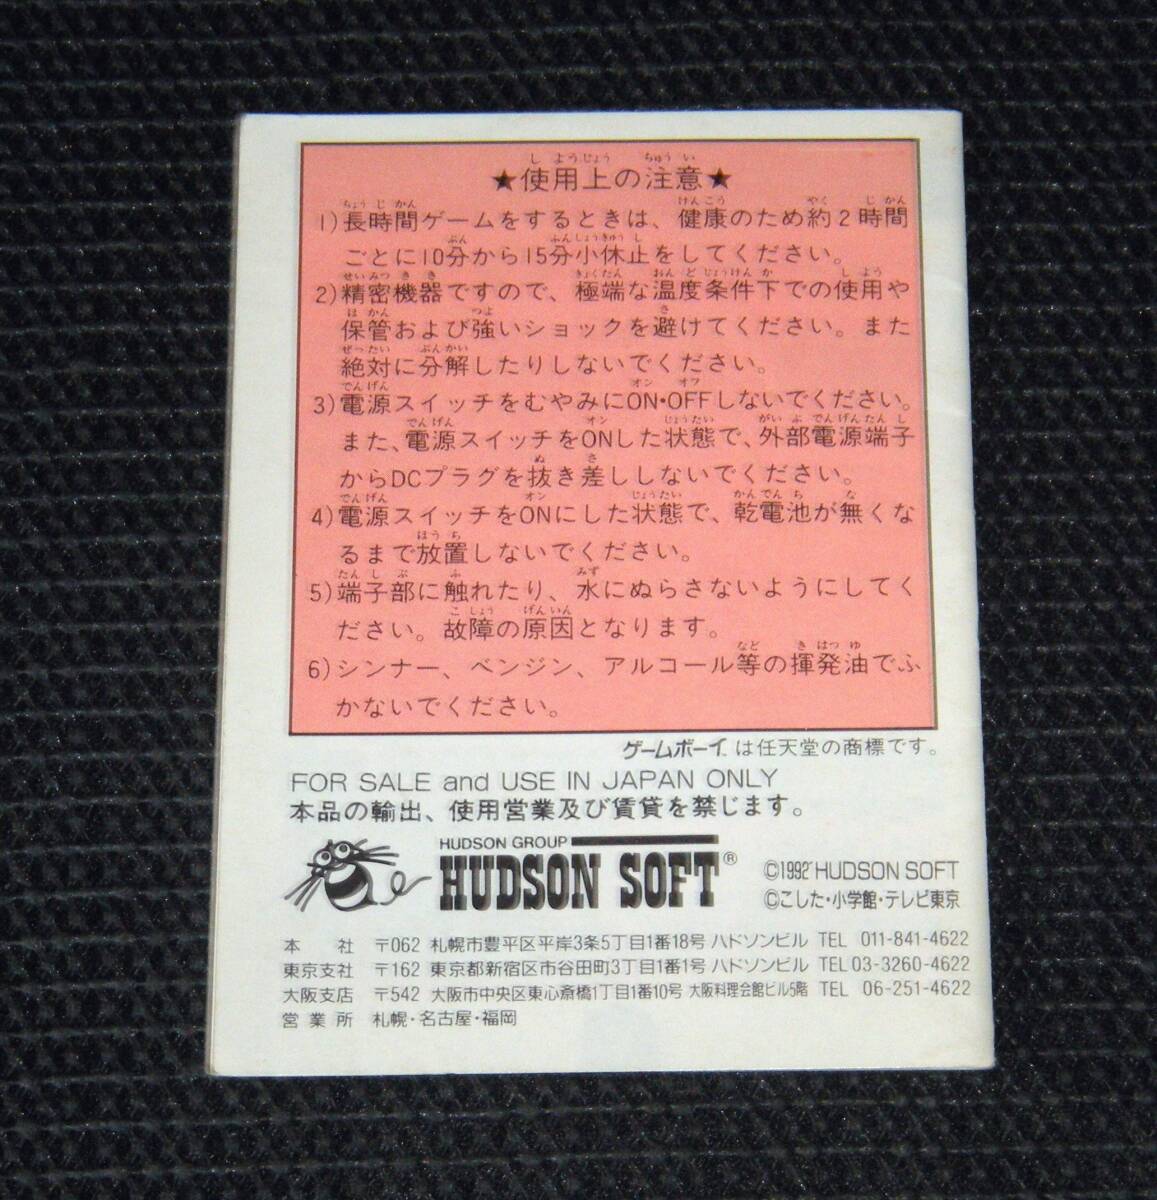 ★使用上の注意★
1)長時間ゲームをするときは、健康のため約2時間
ごとに10分から15分小休止をしてください。
2)精密機器ですので、極端な温度条件下での使用や
保管および強いショックを避けてください。また
絶対に分解したりしないでください。
3)電源スイッチをむやみにON・OFFしないでください。
また、電源スイッチをONした状態で、外部電源端子
からDCプラグを抜き差ししないでください。
4)電源スイッチをONにした状態で、乾電池が無くな
るまで放置しないでください。
5)端子部に触れたり、水にぬらさないようにしてく
ださい。故障の原因となります。
6)シンナー、ベンジン、アルコール等の揮発油でふ
かないでください。
ゲームボーイは任天堂の商標です。
FOR SALE and USE IN JAPAN ONLY
本品の輸出、使用営業及び賃貸を禁じます。
HUDSON GROUP
HUDSON SOFT®
©1992 HUDSON SOFT
©こした・小学館・テレビ東京
本社 〒062 札幌市豊平区平岸3条5丁目1番18号 ハドソンビル TEL 011-841-4622
東京支社 〒162 東京都新宿区市谷田町3丁目1番1号 ハドソンビル TEL 03-3260-4622
大阪支店 〒542 大阪市中央区東心斎橋1丁目1番10号 大阪料理会館ビル5階 TEL 06-251-4622
営業所 札幌・名古屋・福岡